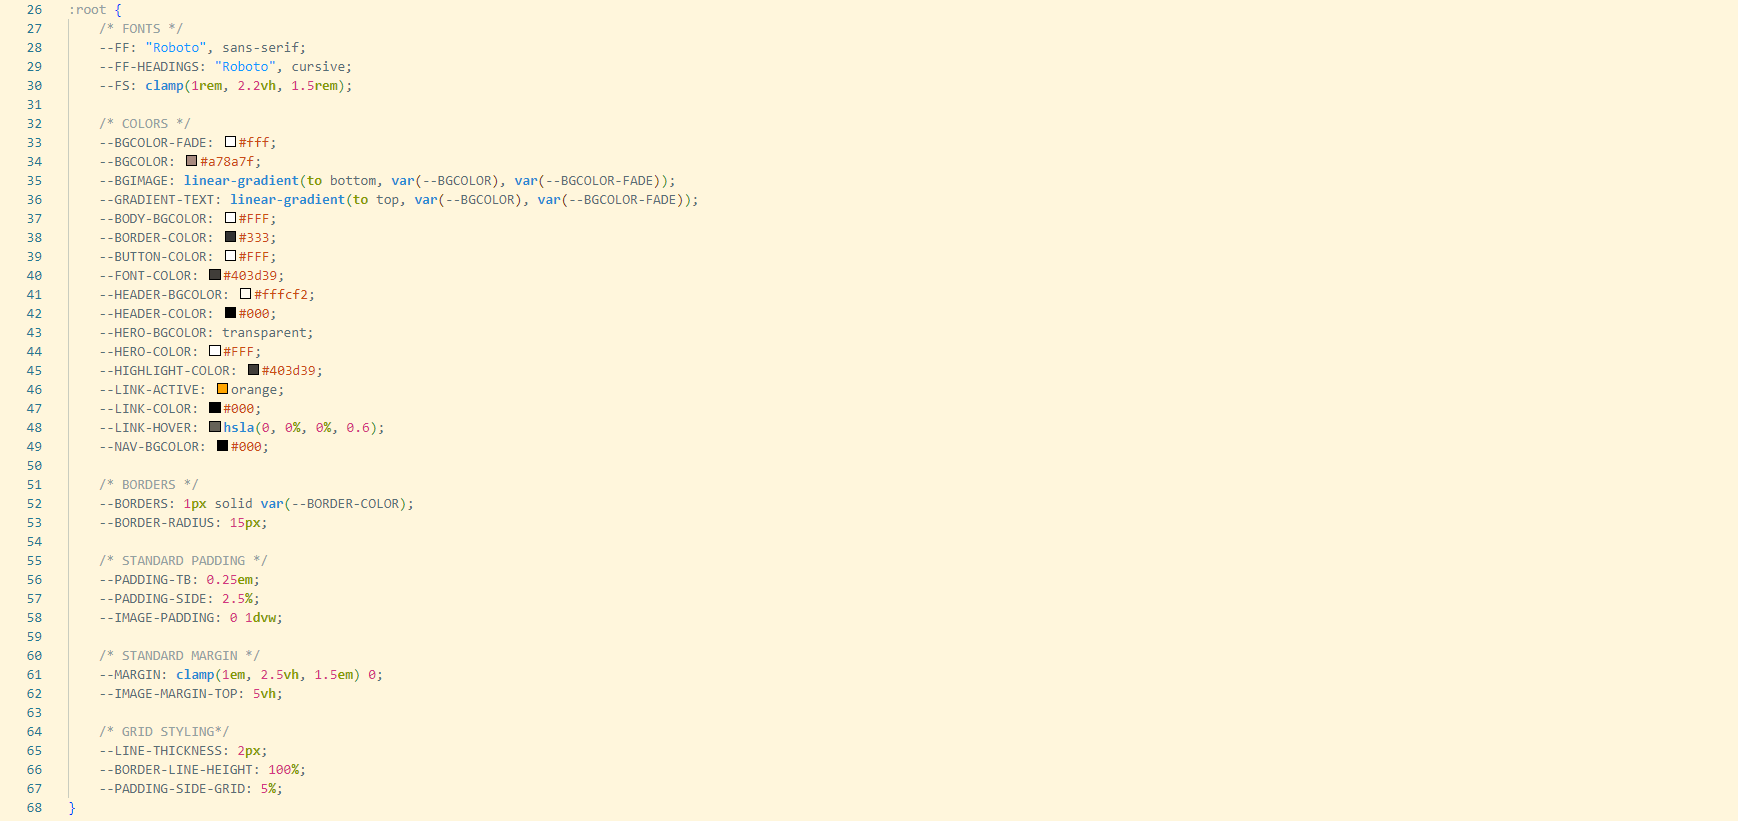 26 :root {
27 /* FONTS */
28 --FF: "Roboto", sans-serif;
29 --FF-HEADINGS: "Roboto", cursive;
30 --FS: clamp(1rem, 2.2vh, 1.5rem);
31
32 /* COLORS */
33 --BGCOLOR-FADE: #fff;
34 --BGCOLOR: #a78a7f;
35 --BGIMAGE: linear-gradient(to bottom, var(--BGCOLOR), var(--BGCOLOR-FADE));
36 --GRADIENT-TEXT: linear-gradient(to top, var(--BGCOLOR), var(--BGCOLOR-FADE));
37 --BODY-BGCOLOR: #FFF;
38 --BORDER-COLOR: #333;
39 --BUTTON-COLOR: #FFF;
40 --FONT-COLOR: #403d39;
41 --HEADER-BGCOLOR: #fffcf2;
42 --HEADER-COLOR: #000;
43 --HERO-BGCOLOR: transparent;
44 --HERO-COLOR: #FFF;
45 --HIGHLIGHT-COLOR: #403d39;
46 --LINK-ACTIVE: orange;
47 --LINK-COLOR: #000;
48 --LINK-HOVER: hsla(0, 0%, 0%, 0.6);
49 --NAV-BGCOLOR: #000;
50
51 /* BORDERS */
52 --BORDERS: 1px solid var(--BORDER-COLOR);
53 --BORDER-RADIUS: 15px;
54
55 /* STANDARD PADDING */
56 --PADDING-TB: 0.25em;
57 --PADDING-SIDE: 2.5%;
58 --IMAGE-PADDING: 0 1dvw;
59
60 /* STANDARD MARGIN */
61 --MARGIN: clamp(1em, 2.5vh, 1.5em) 0;
62 --IMAGE-MARGIN-TOP: 5vh;
63
64 /* GRID STYLING*/
65 --LINE-THICKNESS: 2px;
66 --BORDER-LINE-HEIGHT: 100%;
67 --PADDING-SIDE-GRID: 5%;
68 }